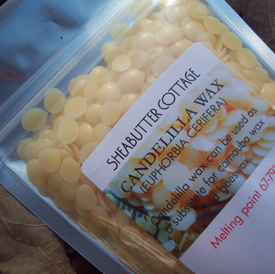 SHEABUTTER COTTAGE
CANDELILLA WAX
(EUPHORBIA CERIFERA)
Candelilla wax can be used as
a substitute for carnauba wax
beeswax
Melting point